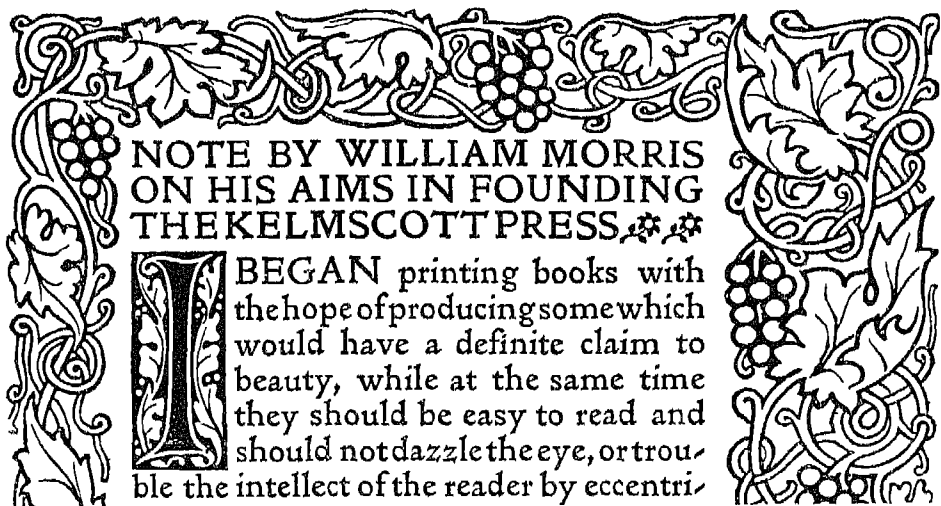 NOTE BY WILLIAM MORRIS
ON HIS AIMS IN FOUNDING
THE KELMSCOTT PRESS
I BEGAN printing books with
the hope of producing some which
would have a definite claim to
beauty, while at the same time
they should be easy to read and
should not dazzle the eye, or trou-
ble the intellect of the reader by eccentri-